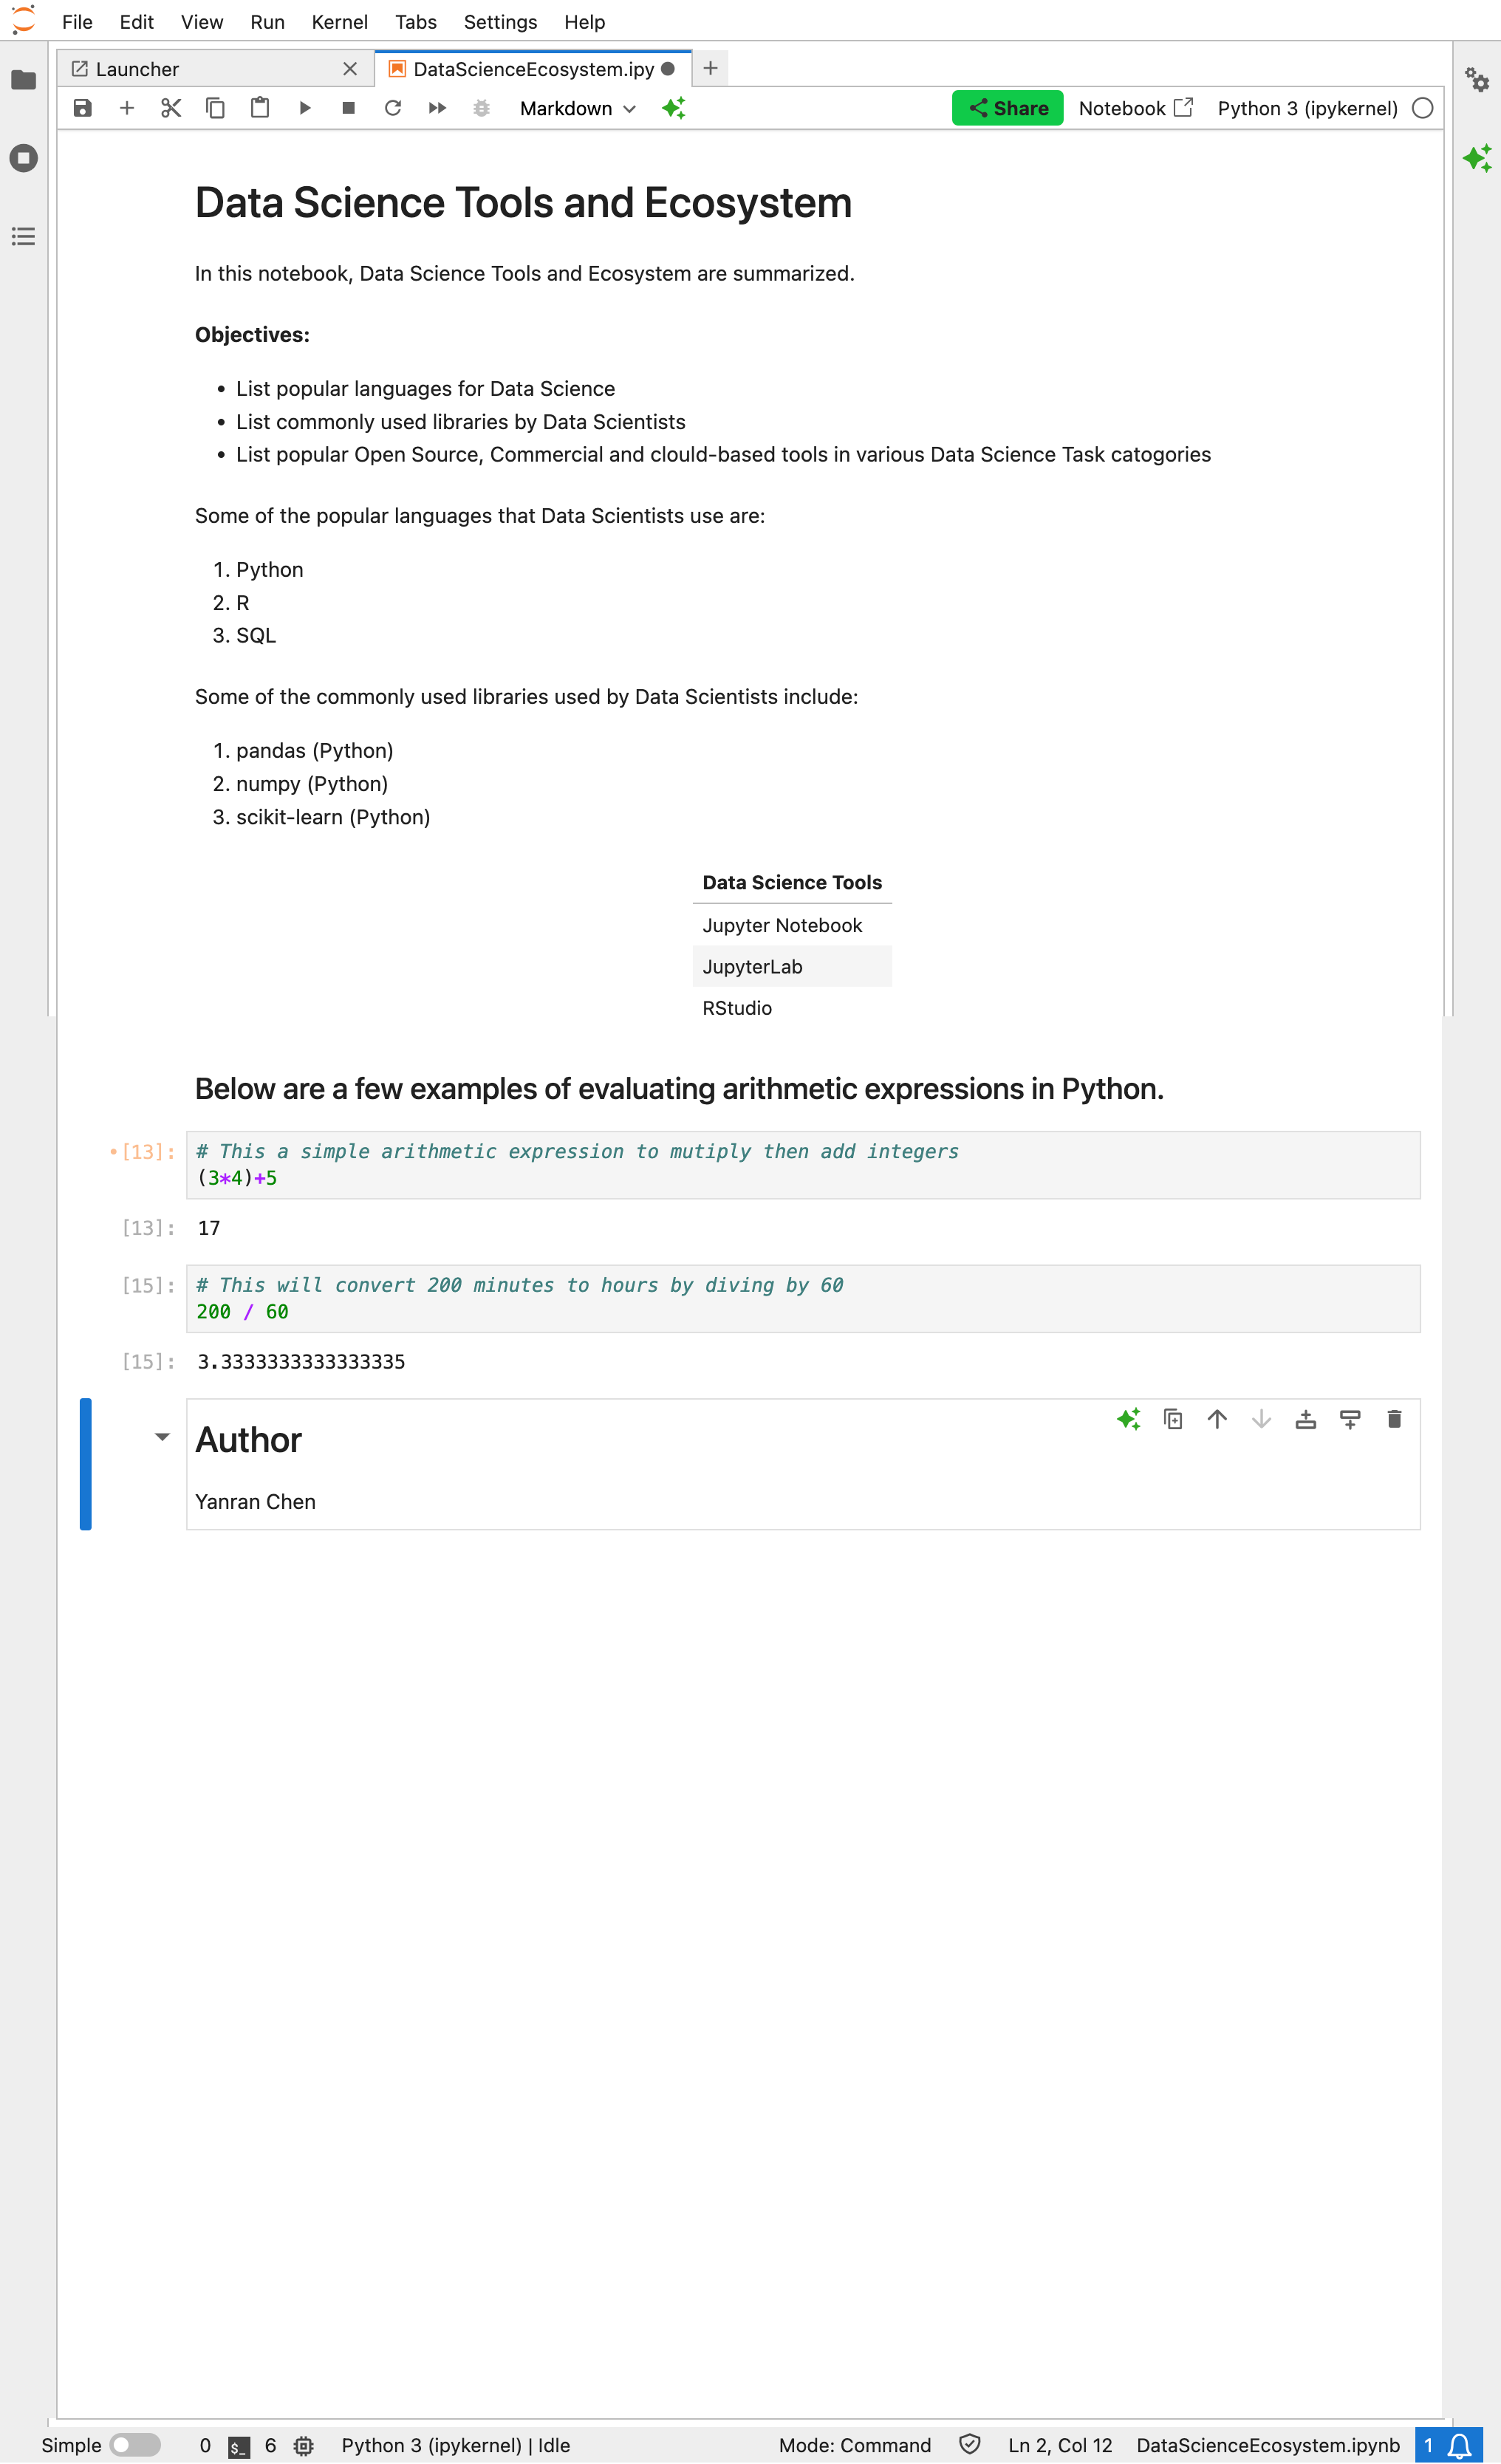 File Edit View Run Kernel Tabs Settings Help
Launcher DataScienceEcosystem.ipy
Markdown Share Notebook Python 3 (ipykernel)
Data Science Tools and Ecosystem
In this notebook, Data Science Tools and Ecosystem are summarized.
Objectives:
• List popular languages for Data Science
• List commonly used libraries by Data Scientists
• List popular Open Source, Commercial and clould-based tools in various Data Science Task catogories
Some of the popular languages that Data Scientists use are:
1. Python
2. R
3. SQL
Some of the commonly used libraries used by Data Scientists include:
1. pandas (Python)
2. numpy (Python)
3. scikit-learn (Python)
Data Science Tools
Jupyter Notebook
JupyterLab
RStudio
Below are a few examples of evaluating arithmetic expressions in Python.
[13]: # This a simple arithmetic expression to mutiply then add integers
(3*4)+5
[13]: 17
[15]: # This will convert 200 minutes to hours by diving by 60
200 / 60
[15]: 3.3333333333333335
Author
Yanran Chen
Simple 0 $_ 6 Python 3 (ipykernel) | Idle Mode: Command Ln 2, Col 12 DataScienceEcosystem.ipynb 1